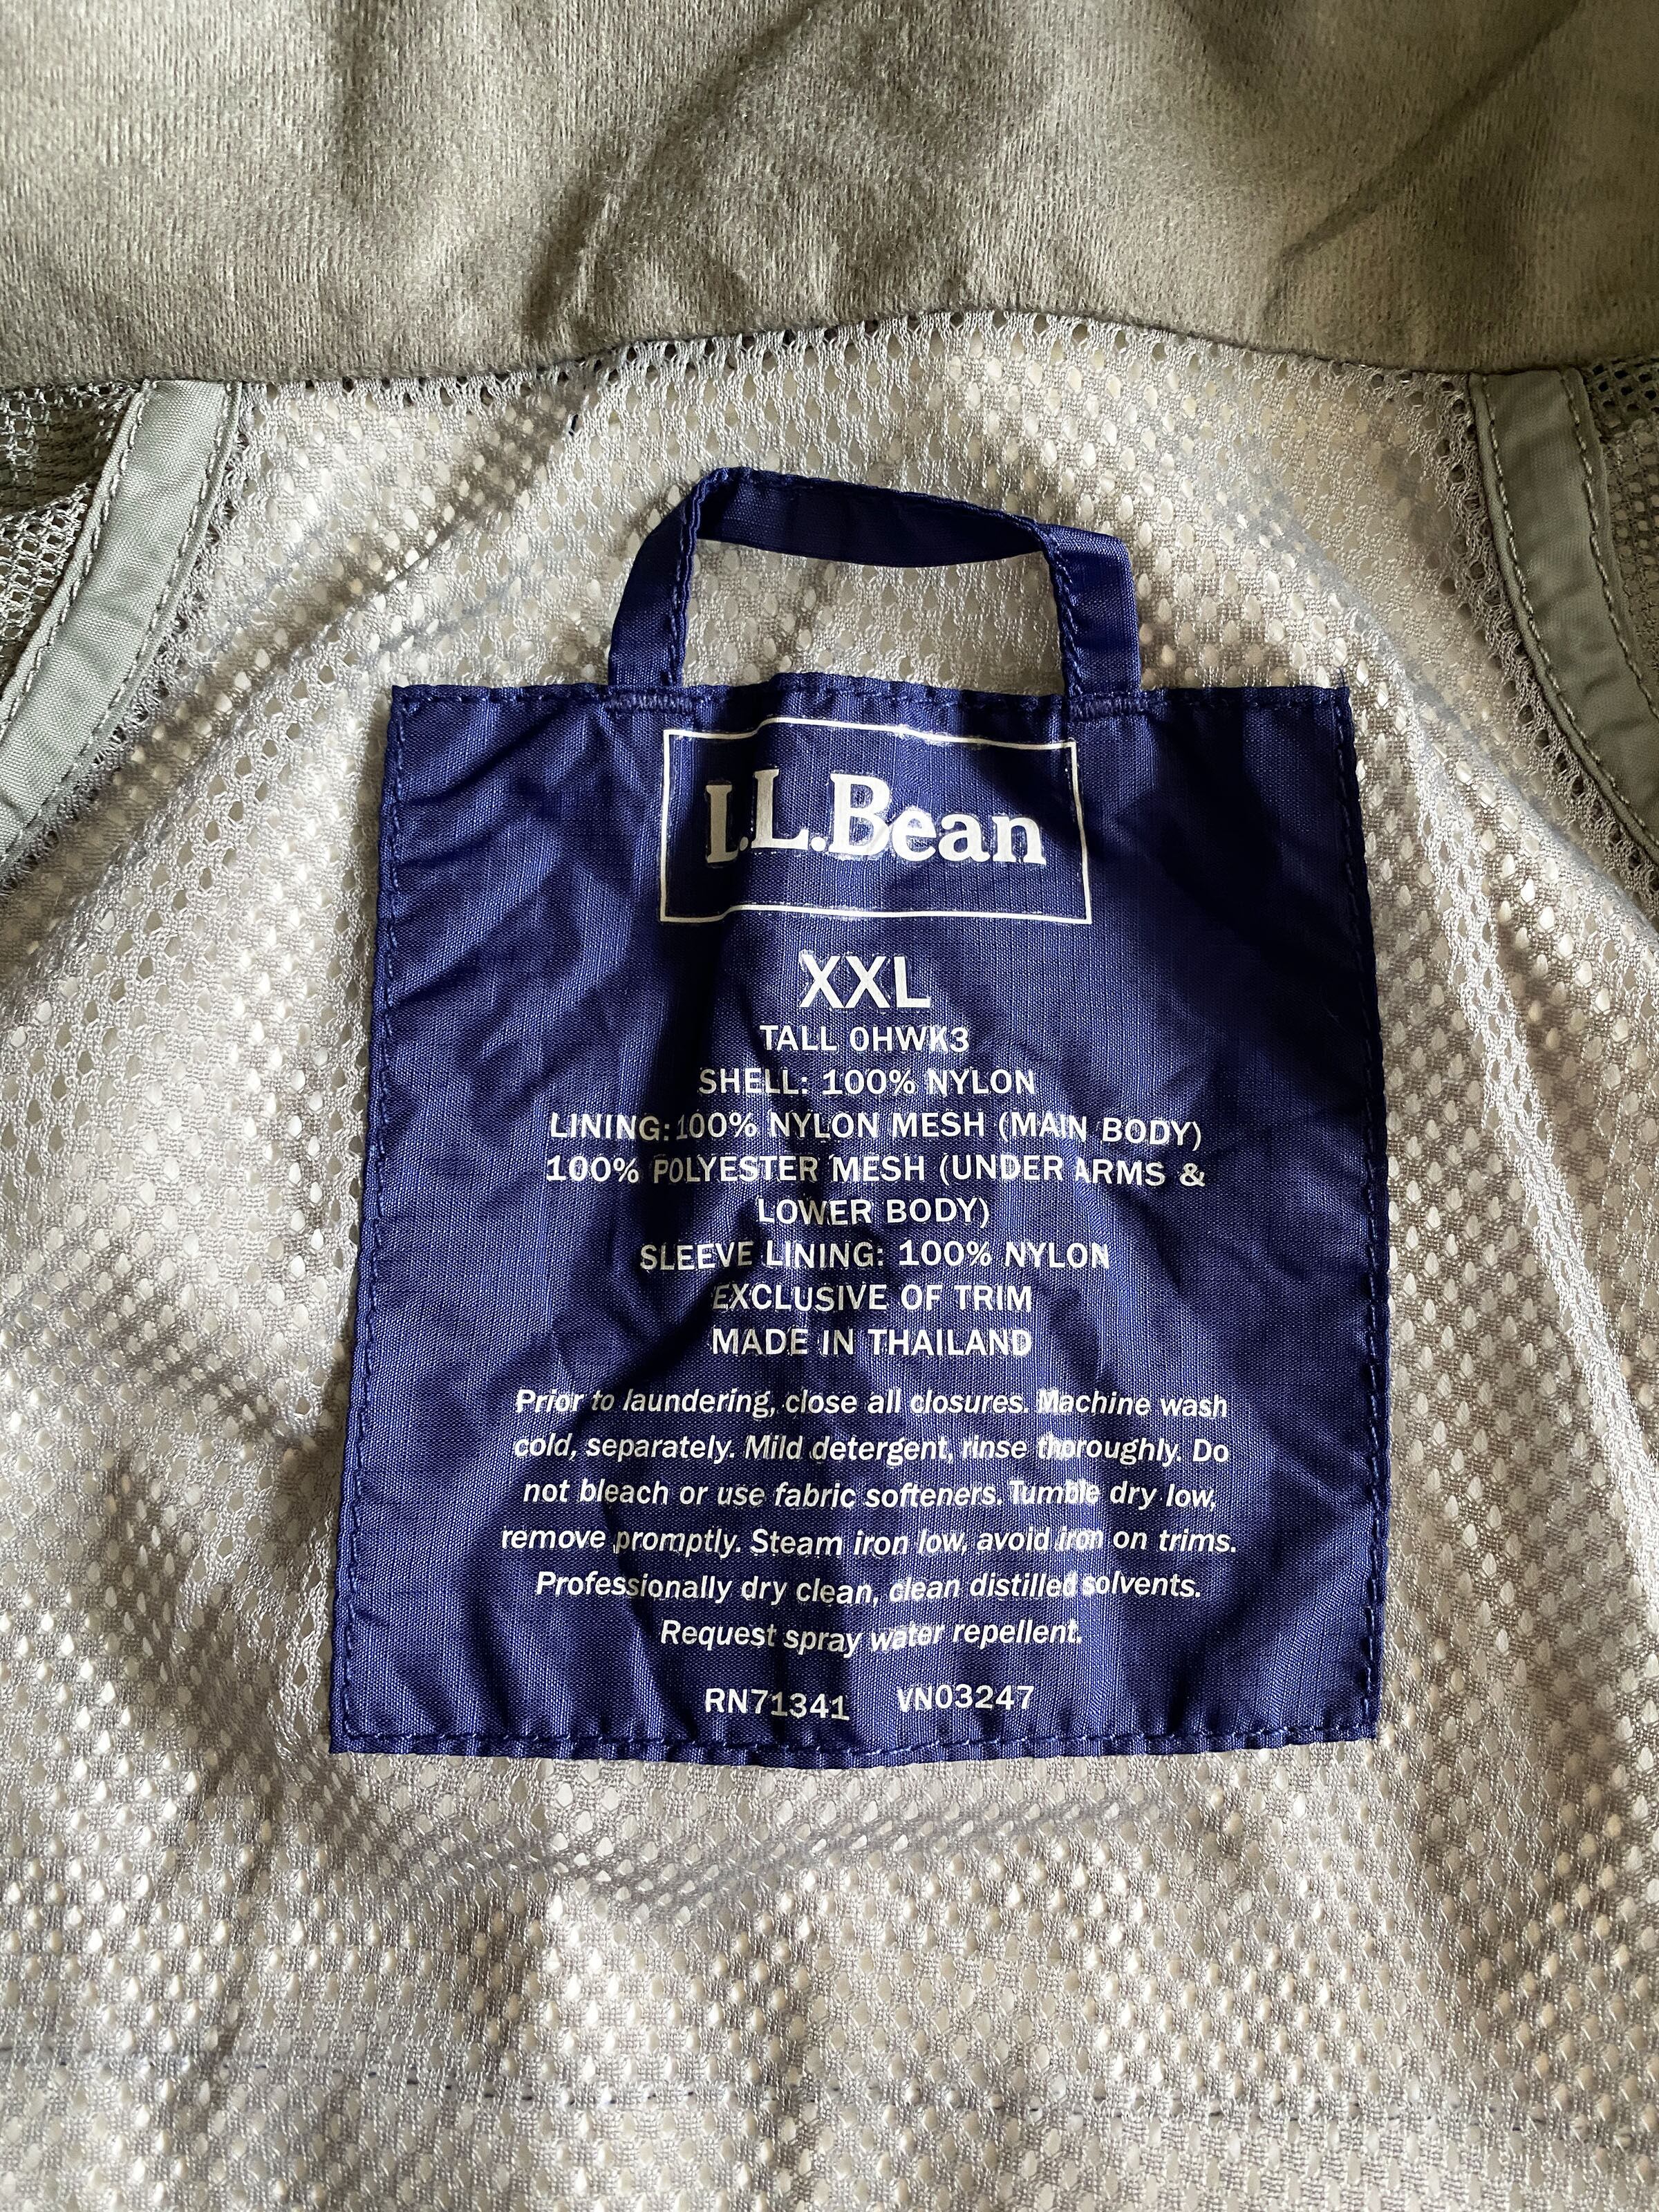 L.L.Bean
XXL
TALL 0HWK3
SHELL: 100% NYLON
LINING: 100% NYLON MESH (MAIN BODY)
100% POLYESTER MESH (UNDER ARMS &
LOWER BODY)
SLEEVE LINING: 100% NYLON
EXCLUSIVE OF TRIM
MADE IN THAILAND
Prior to laundering, close all closures. Machine wash
cold, separately. Mild detergent, rinse thoroughly. Do
not bleach or use fabric softeners. Tumble dry low,
remove promptly. Steam iron low, avoid iron on trims.
Professionally dry clean, clean distilled solvents.
Request spray water repellent.
RN71341 VN03247